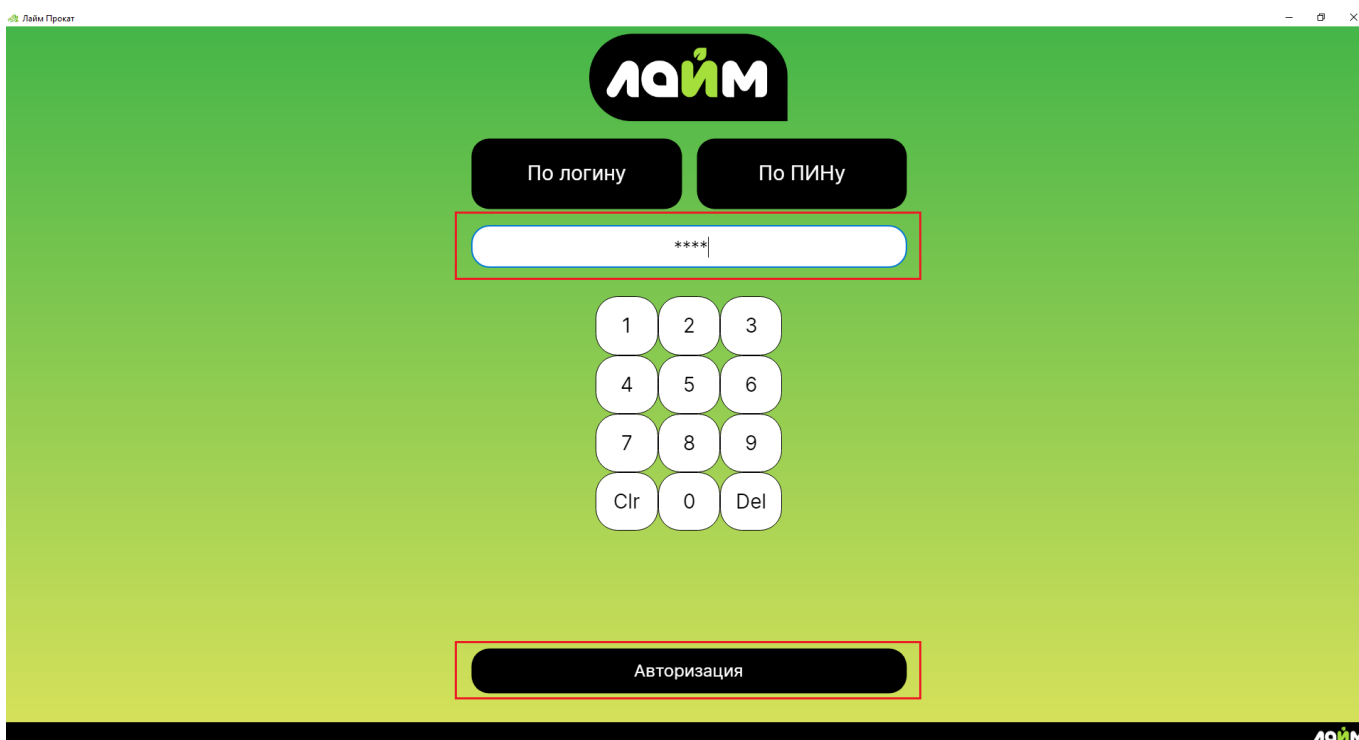 Лайм Прокат
лайм
По логину По ПИНу
****
1 2 3
4 5 6
7 8 9
Clr 0 Del
Авторизация
лайм